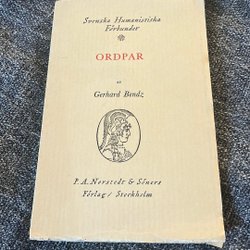 Svenska Humanistiska
Förbundet
ORDPAR
av
Gerhard Bendz
P. A. Norstedt & Söners
Förlag / Stockholm